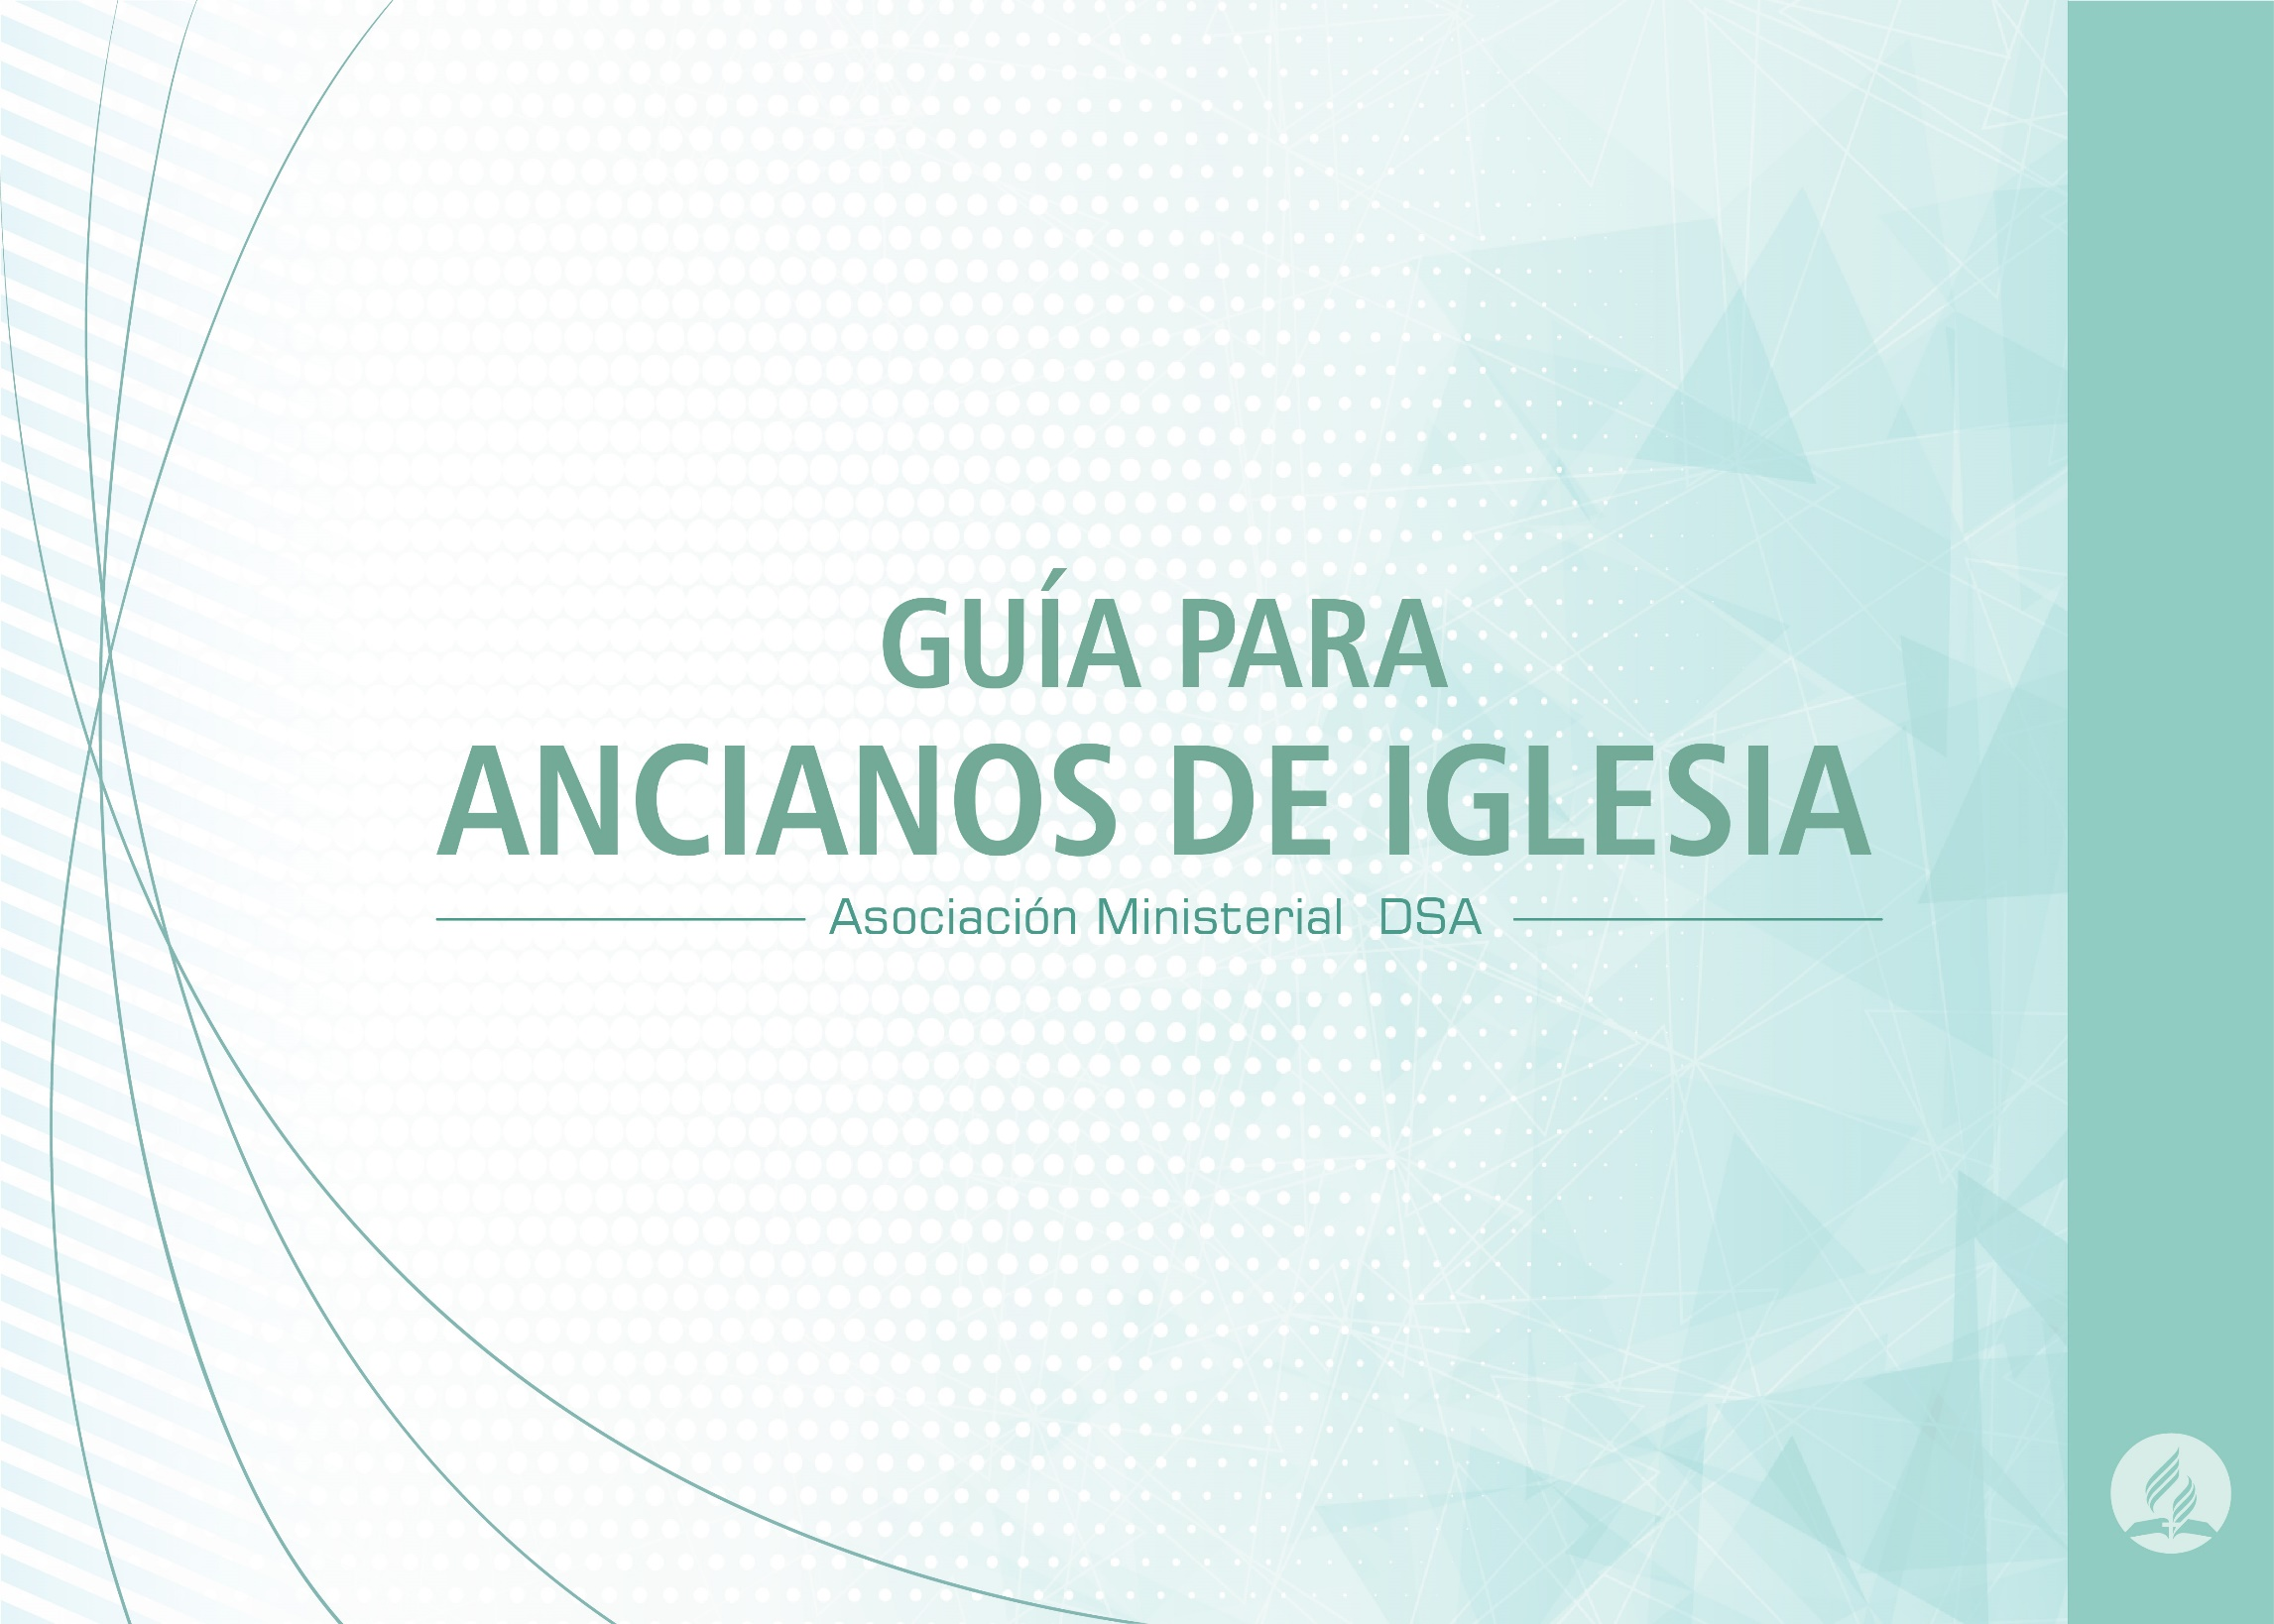 GUÍA PARA
ANCIANOS DE IGLESIA
Asociación Ministerial DSA